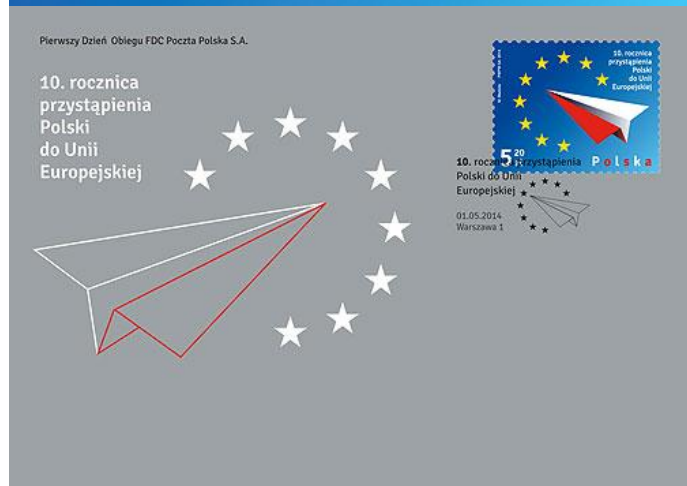 Pierwszy Dzień Obiegu FDC Poczta Polska S.A.
10. rocznica
przystąpienia
Polski
do Unii
Europejskiej
10. rocznica
przystąpienia
Polski
do Unii
Europejskiej
5 20
Polska
10. rocznica przystąpienia
Polski do Unii
Europejskiej
01.05.2014
Warszawa 1